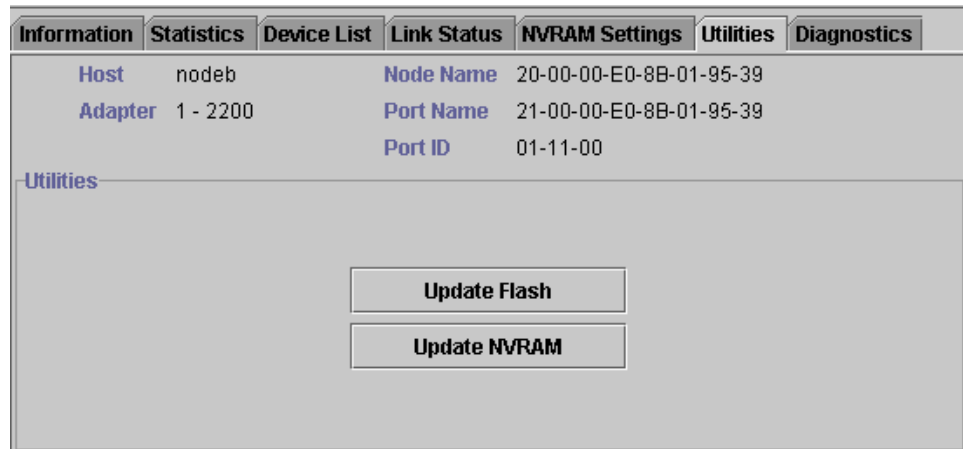 Information Statistics Device List Link Status NVRAM Settings Utilities Diagnostics
Host nodeb Node Name 20-00-00-E0-8B-01-95-39
Adapter 1 - 2200 Port Name 21-00-00-E0-8B-01-95-39
Port ID 01-11-00
Utilities
Update Flash
Update NVRAM